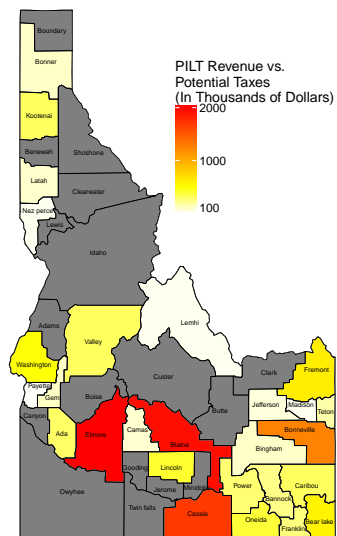 Boundary
Bonner
PILT Revenue vs.
Potential Taxes
(In Thousands of Dollars)
2000
1000
100
Kootenai
Benewah
Shoshone
Latah
Clearwater
Nez perce
Lewis
Idaho
Lemhi
Adams
Valley
Washington
Custer
Clark
Fremont
Payette
Gem
Boise
Butte
Jefferson
Madison
Teton
Canyon
Ada
Elmore
Camas
Blaine
Bonneville
Bingham
Gooding
Lincoln
Jerome
Minidoka
Power
Caribou
Bannock
Owyhee
Twin falls
Cassia
Oneida
Franklin
Bear lake